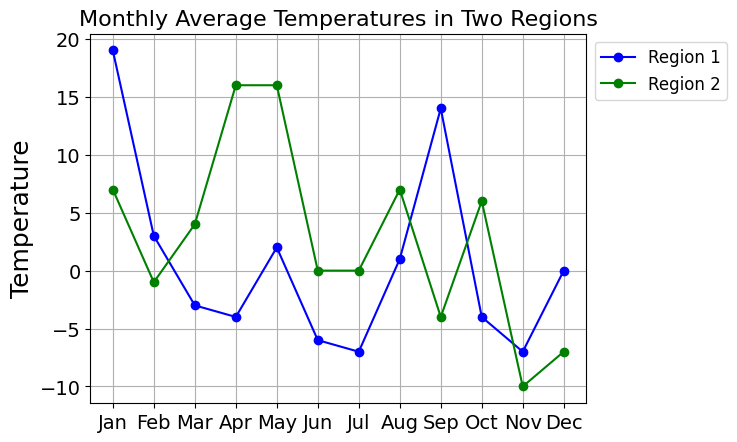 Monthly Average Temperatures in Two Regions
Region 1
Region 2
Temperature
20
15
10
5
0
−5
−10
Jan Feb Mar Apr May Jun Jul Aug Sep Oct Nov Dec